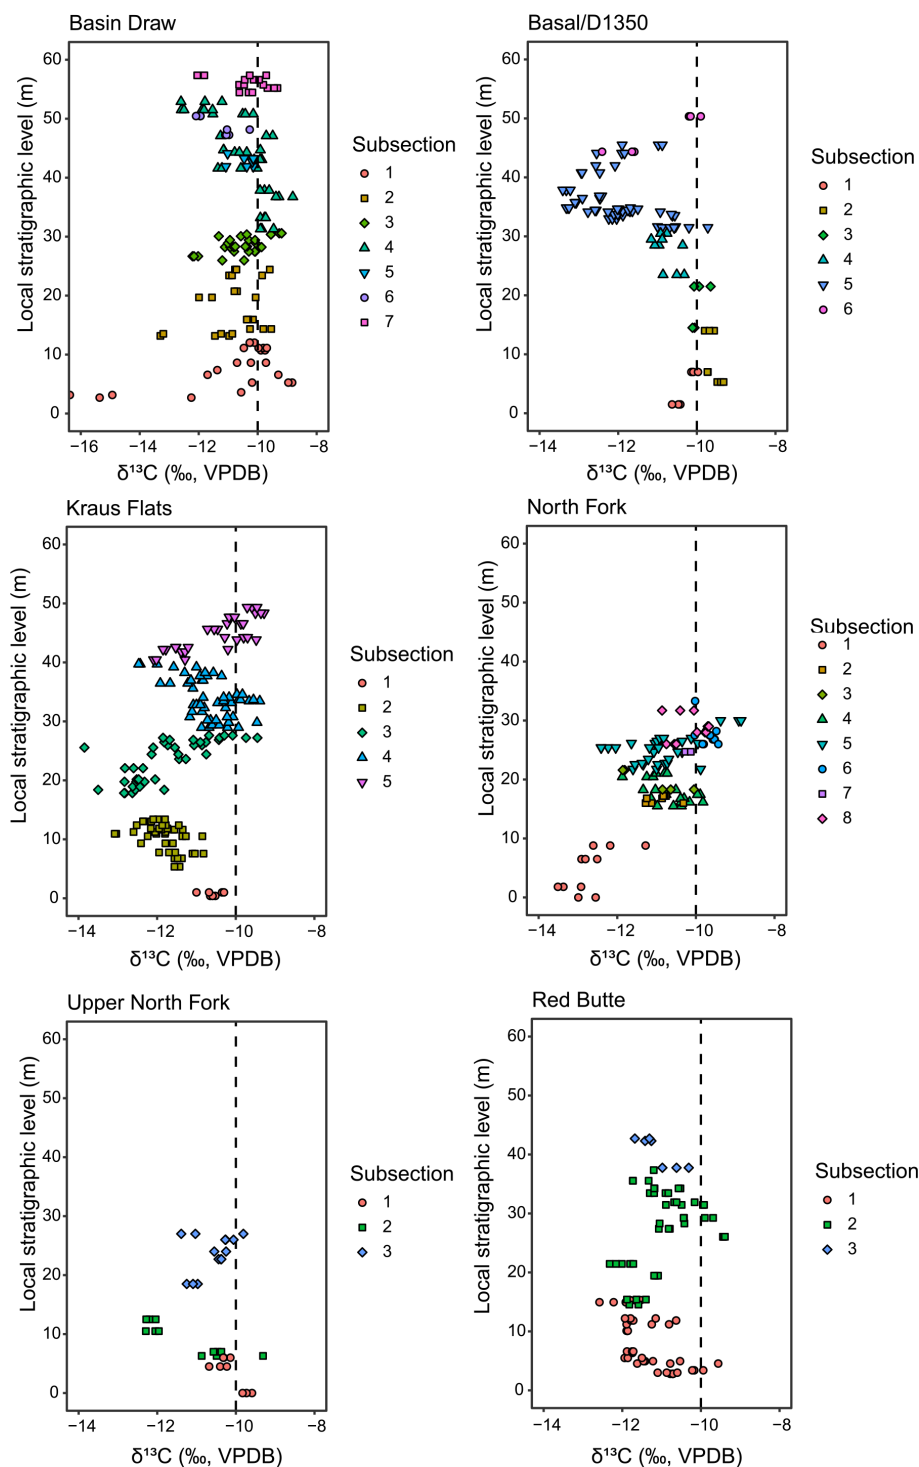 Basin Draw
Local stratigraphic level (m)
60
50
40
30
20
10
0
−16 −14 −12 −10 −8
δ¹³C (‰, VPDB)
Subsection
1
2
3
4
5
6
7
Basal/D1350
Local stratigraphic level (m)
60
50
40
30
20
10
0
−14 −12 −10 −8
δ¹³C (‰, VPDB)
Subsection
1
2
3
4
5
6
Kraus Flats
Local stratigraphic level (m)
60
50
40
30
20
10
0
−14 −12 −10 −8
δ¹³C (‰, VPDB)
Subsection
1
2
3
4
5
North Fork
Local stratigraphic level (m)
60
50
40
30
20
10
0
−14 −12 −10 −8
δ¹³C (‰, VPDB)
Subsection
1
2
3
4
5
6
7
8
Upper North Fork
Local stratigraphic level (m)
60
50
40
30
20
10
0
−14 −12 −10 −8
δ¹³C (‰, VPDB)
Subsection
1
2
3
Red Butte
Local stratigraphic level (m)
60
50
40
30
20
10
0
−14 −12 −10 −8
δ¹³C (‰, VPDB)
Subsection
1
2
3